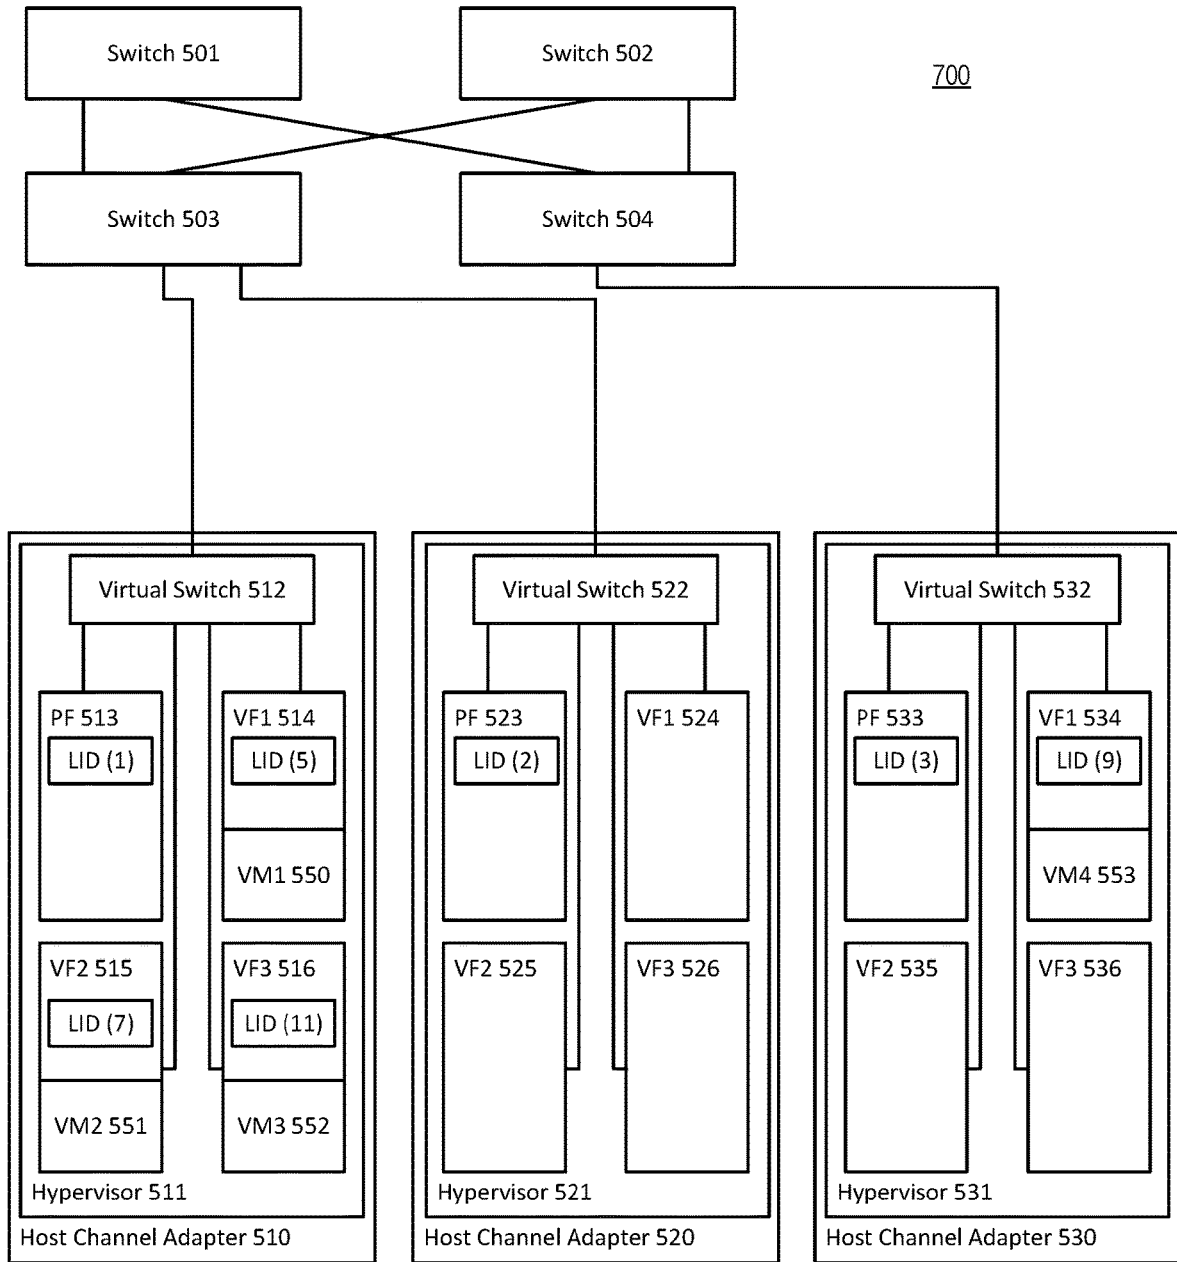 Switch 501
Switch 502
700
Switch 503
Switch 504
Virtual Switch 512
Virtual Switch 522
Virtual Switch 532
PF 513
LID (1)
VF1 514
LID (5)
VM1 550
VF2 515
LID (7)
VM2 551
VF3 516
LID (11)
VM3 552
Hypervisor 511
Host Channel Adapter 510
PF 523
LID (2)
VF1 524
VF2 525
VF3 526
Hypervisor 521
Host Channel Adapter 520
PF 533
LID (3)
VF1 534
LID (9)
VM4 553
VF2 535
VF3 536
Hypervisor 531
Host Channel Adapter 530